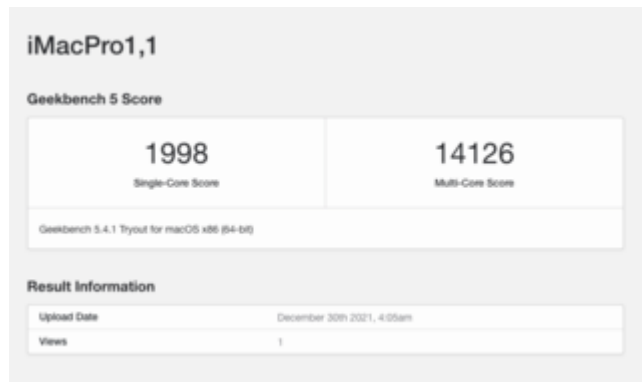 iMacPro1,1
Geekbench 5 Score
1998 14126
Single-Core Score Multi-Core Score
Geekbench 5.4.1 Tryout for macOS x86 (64-bit)
Result Information
Upload Date December 30th 2021, 4:05am
Views 1